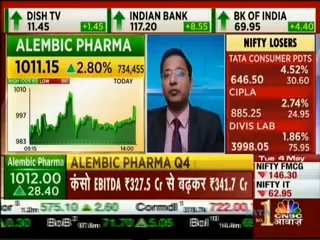 DISH TV
11.45 +1.45
INDIAN BANK
117.20 +8.55
BK OF INDIA
69.95 +4.40
ALEMBIC PHARMA
1011.15 2.80% 734,455
TODAY
1010
997
983
09:15 14:00
NIFTY LOSERS
TATA CONSUMER PDTS
4.52%
646.50 30.60
CIPLA
2.74%
885.25 24.95
DIVIS LAB
1.86%
3998.05 75.95
Tue 4 May
Alembic Pharma
1012.00
28.40
ALEMBIC PHARMA Q4
कंसो EBITDA ₹327.5 Cr से बढ़कर ₹341.7 Cr
NIFTY FMCG
146.30
NIFTY IT
62.95
CNBC
आवाज़